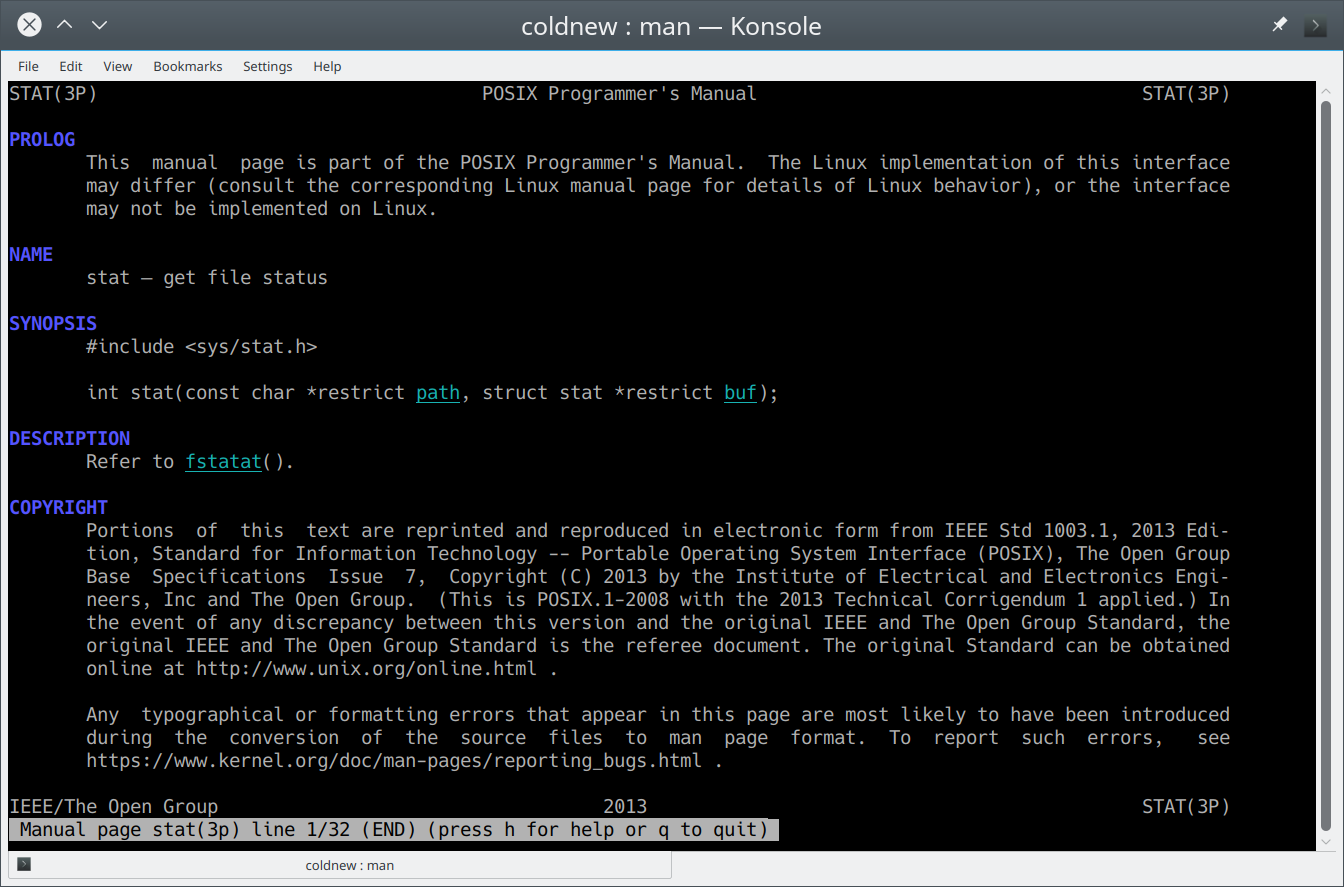 coldnew : man — Konsole
File Edit View Bookmarks Settings Help
STAT(3P) POSIX Programmer's Manual STAT(3P)
PROLOG
This manual page is part of the POSIX Programmer's Manual. The Linux implementation of this interface
may differ (consult the corresponding Linux manual page for details of Linux behavior), or the interface
may not be implemented on Linux.
NAME
stat — get file status
SYNOPSIS
#include <sys/stat.h>
int stat(const char *restrict path, struct stat *restrict buf);
DESCRIPTION
Refer to fstatat().
COPYRIGHT
Portions of this text are reprinted and reproduced in electronic form from IEEE Std 1003.1, 2013 Edi-
tion, Standard for Information Technology -- Portable Operating System Interface (POSIX), The Open Group
Base Specifications Issue 7, Copyright (C) 2013 by the Institute of Electrical and Electronics Engi-
neers, Inc and The Open Group. (This is POSIX.1-2008 with the 2013 Technical Corrigendum 1 applied.) In
the event of any discrepancy between this version and the original IEEE and The Open Group Standard, the
original IEEE and The Open Group Standard is the referee document. The original Standard can be obtained
online at http://www.unix.org/online.html .
Any typographical or formatting errors that appear in this page are most likely to have been introduced
during the conversion of the source files to man page format. To report such errors, see
https://www.kernel.org/doc/man-pages/reporting_bugs.html .
IEEE/The Open Group 2013 STAT(3P)
Manual page stat(3p) line 1/32 (END) (press h for help or q to quit)
coldnew : man